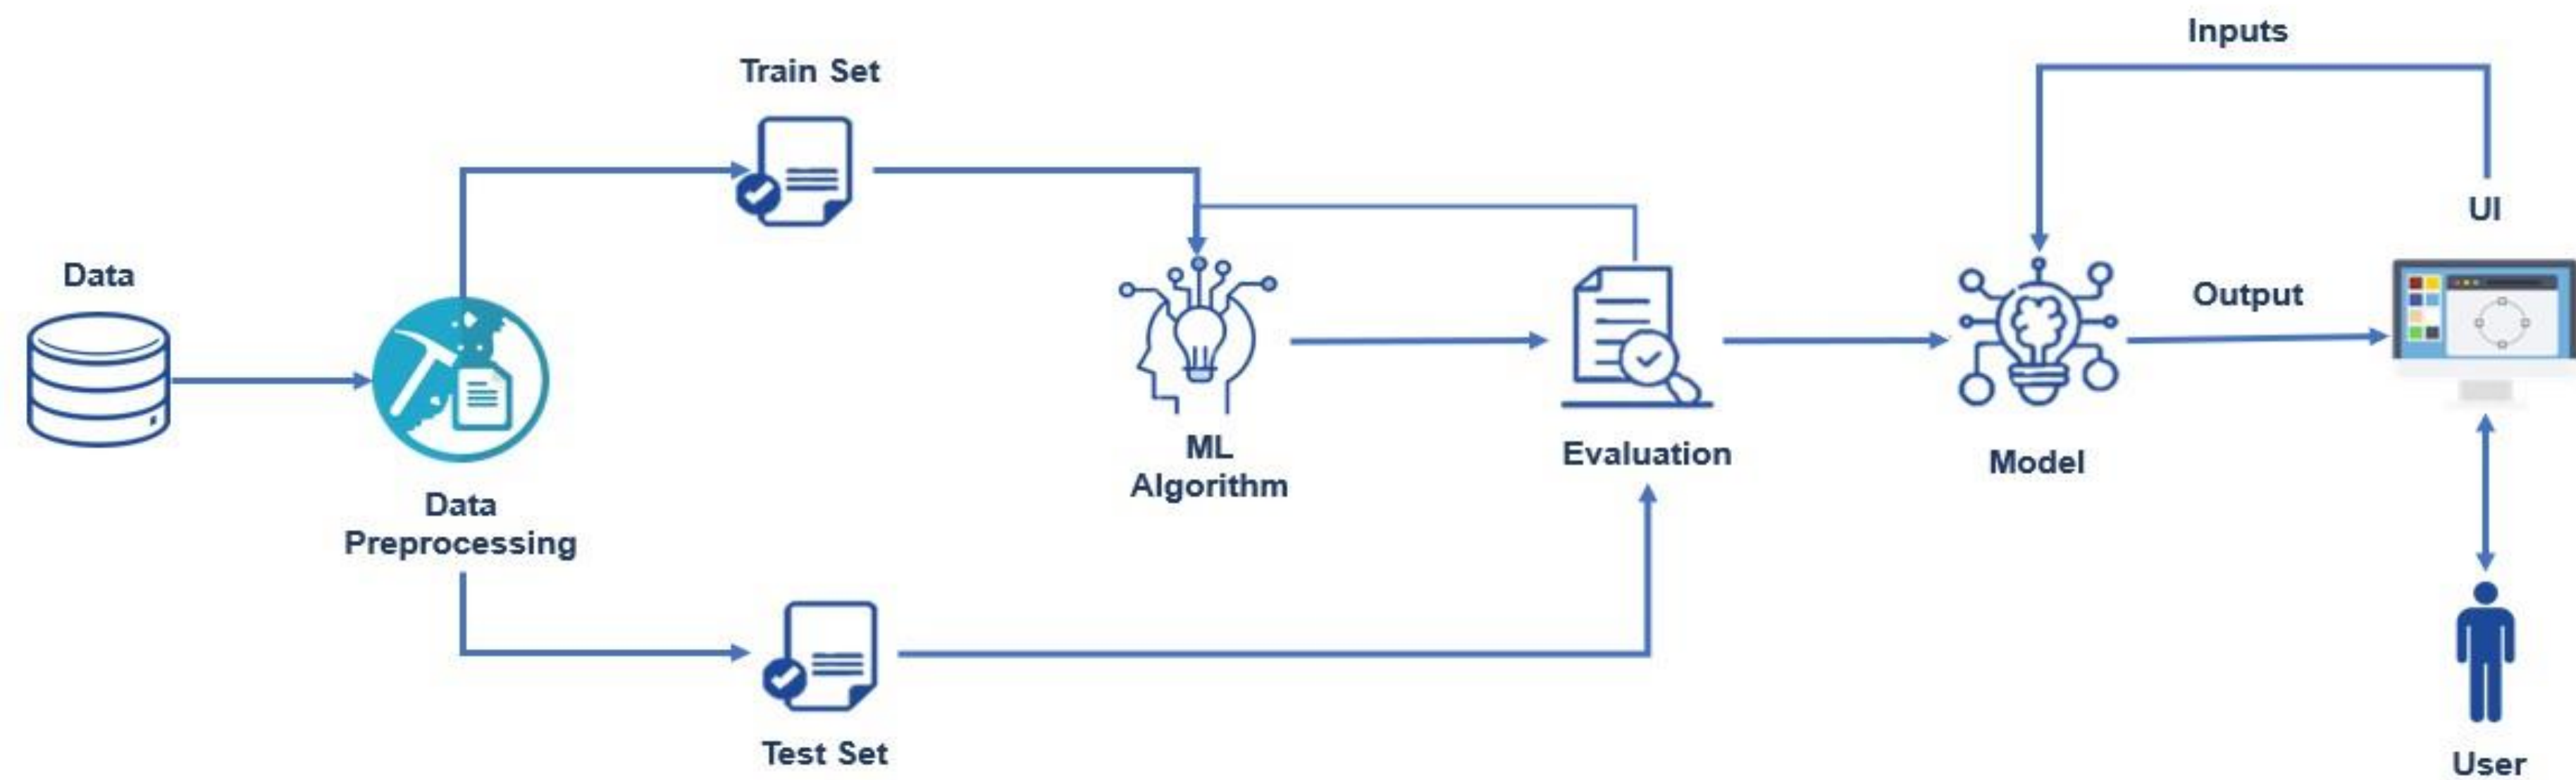 Inputs
Train Set
UI
Data
Output
ML
Algorithm
Evaluation
Model
Data
Preprocessing
Test Set
User